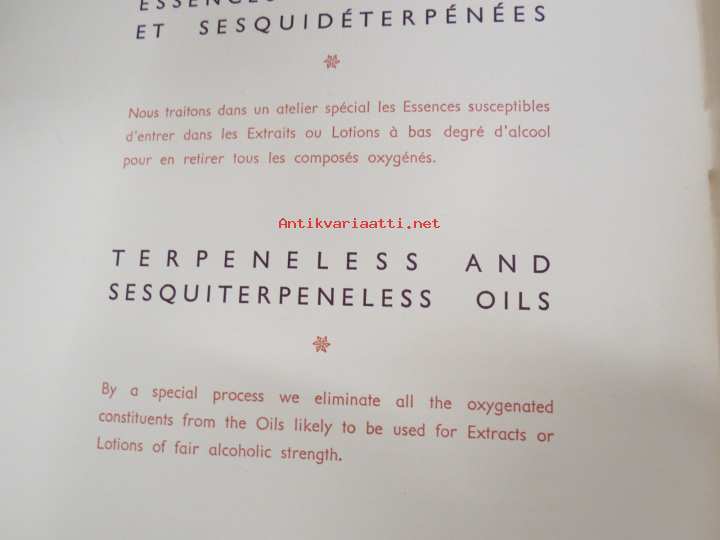 ESSENCES
ET SESQUIDÉTERPÉNÉES
Nous traitons dans un atelier spécial les Essences susceptibles
d'entrer dans les Extraits ou Lotions à bas degré d'alcool
pour en retirer tous les composés oxygénés.
Antikvariaatti.net
TERPENELESS AND
SESQUITERPENELESS OILS
By a special process we eliminate all the oxygenated
constituents from the Oils likely to be used for Extracts or
Lotions of fair alcoholic strength.